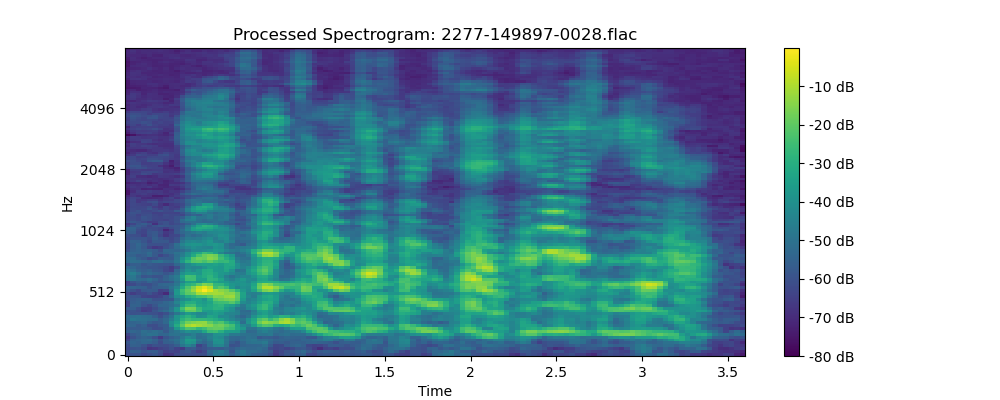 Processed Spectrogram: 2277-149897-0028.flac
Hz
4096
2048
1024
512
0
0 0.5 1 1.5 2 2.5 3 3.5
Time
-10 dB
-20 dB
-30 dB
-40 dB
-50 dB
-60 dB
-70 dB
-80 dB